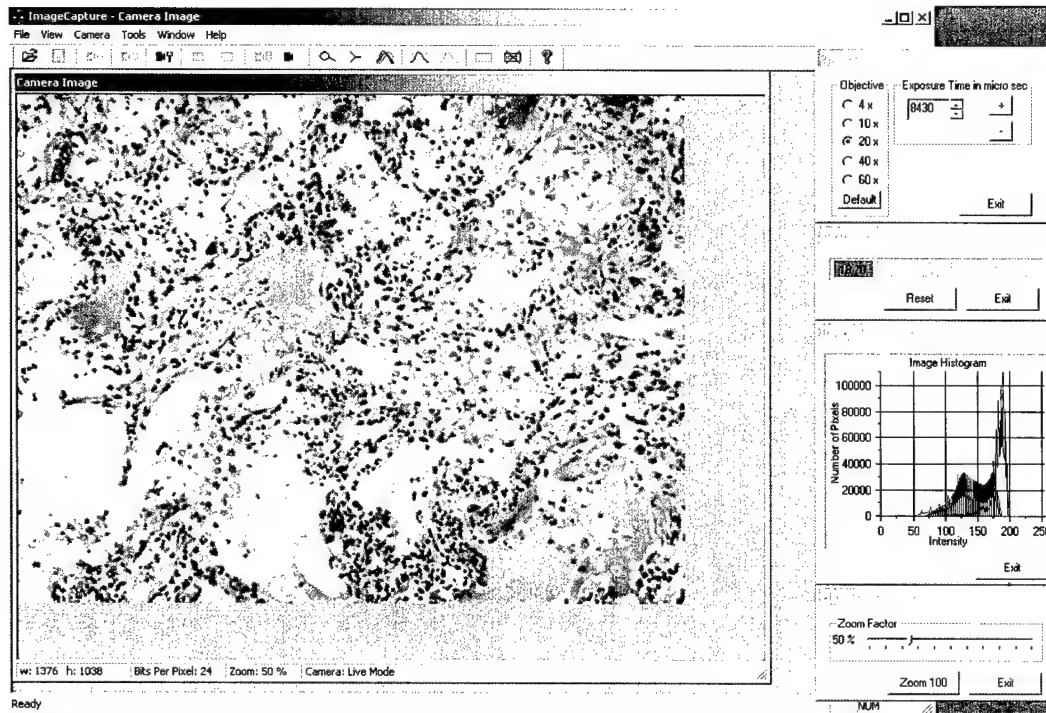 ImageCapture - Camera Image
File View Camera Tools Window Help
Camera Image
w: 1376 h: 1038 Bits Per Pixel: 24 Zoom: 50 % Camera: Live Mode
Ready
Objective
4 x
10 x
20 x
40 x
60 x
Default
Exposure Time in micro sec
8430
+
-
Exit
Reset Exit
Image Histogram
Number of Pixels
100000
80000
60000
40000
20000
0
0 50 100 150 200 250
Intensity
Exit
Zoom Factor
50 %
Zoom 100 Exit
NUM